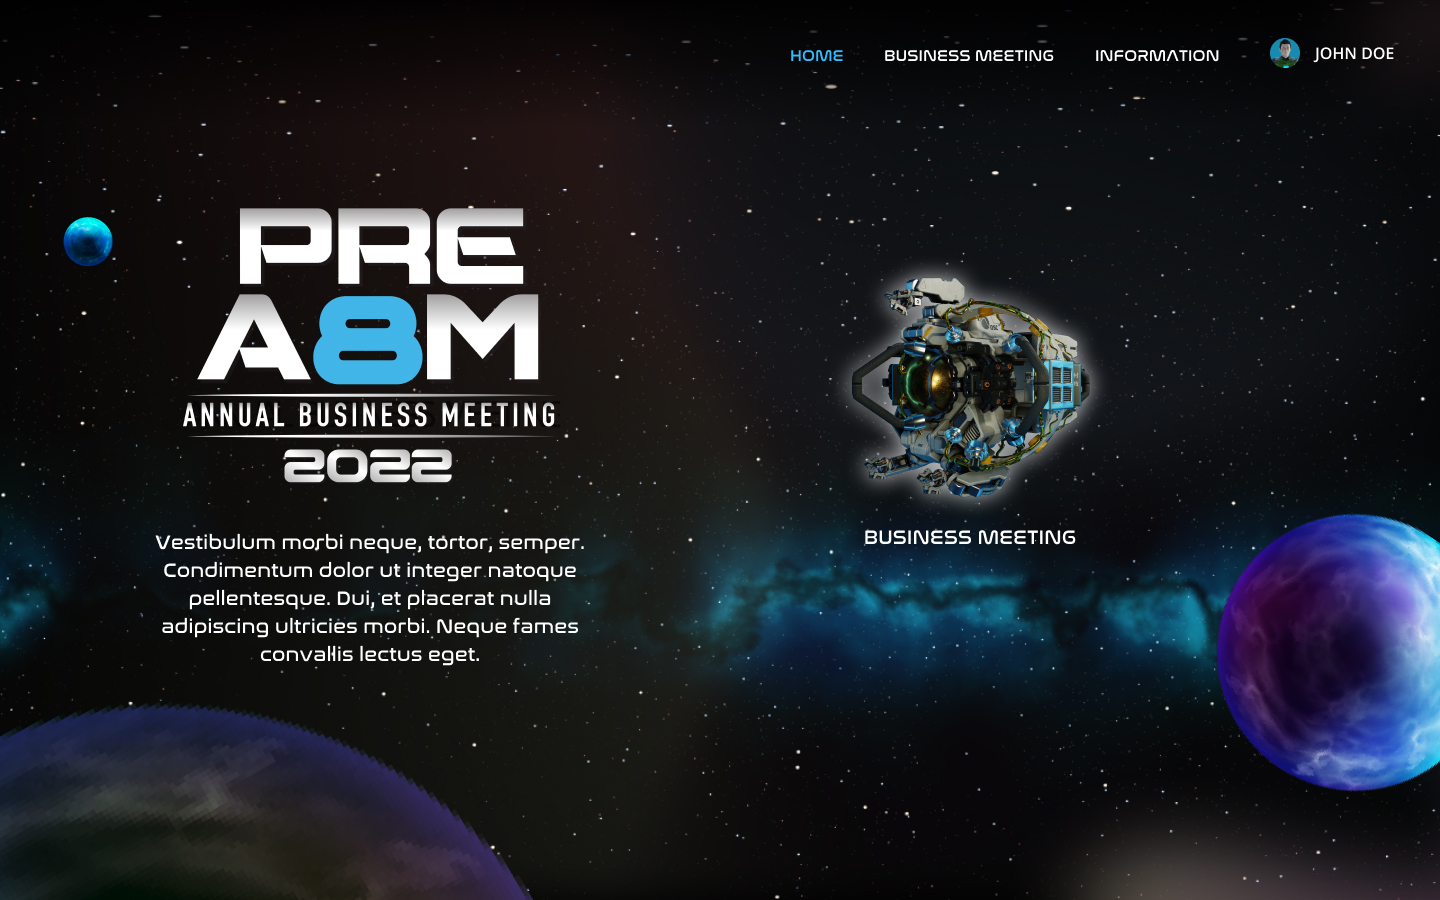 HOME BUSINESS MEETING INFORMATION JOHN DOE
PRE
A8M
ANNUAL BUSINESS MEETING
2022
Vestibulum morbi neque, tortor, semper.
Condimentum dolor ut integer natoque
pellentesque. Dui, et placerat nulla
adipiscing ultricies morbi. Neque fames
convallis lectus eget.
BUSINESS MEETING